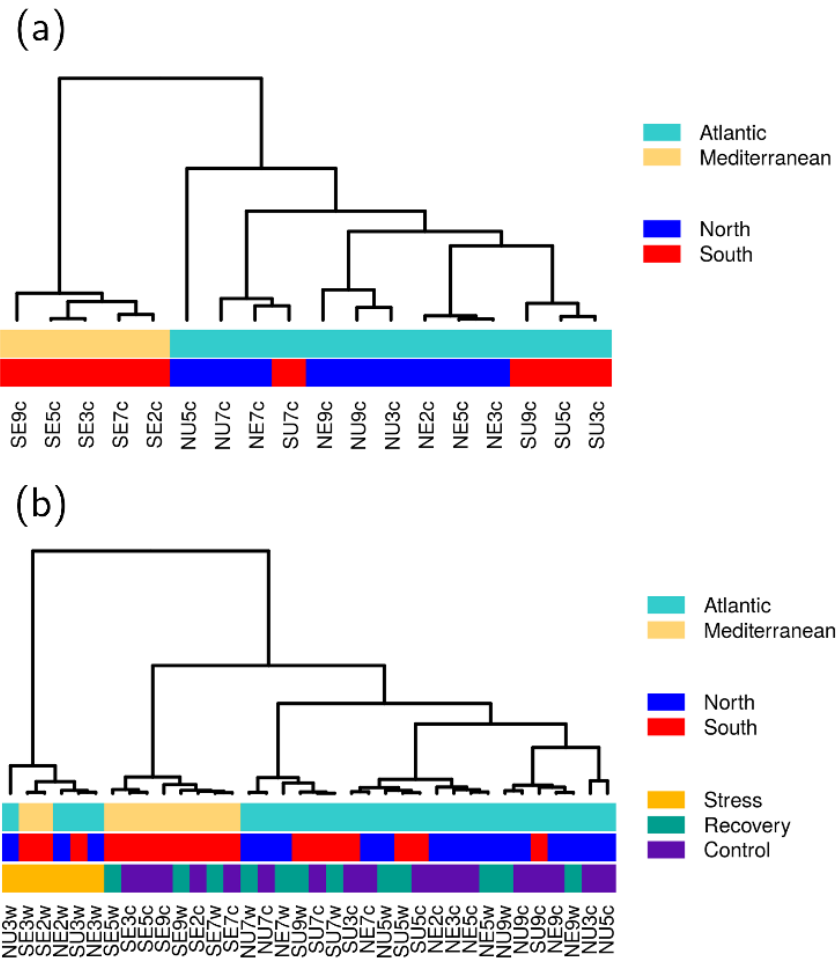 (a)
Atlantic
Mediterranean
North
South
SE9c SE5c SE3c SE7c SE2c NU5c NU7c NE7c SU7c NE9c NU9c NU3c NE2c NE5c NE3c SU9c SU5c SU3c
(b)
Atlantic
Mediterranean
North
South
Stress
Recovery
Control
NU3w SE3w SE2w NE2w SU3w NE3w SE5w SE3c SE5c SE9c SE9w SE2c SE7w SE7c NU7w NU7c NE7w SU9w SU7c SU7w SU3c NE7c NU5w SU5w SU5c NE2c NE3c NE5c NE5w NU9w NU9c SU9c NE9c NE9w NU3c NU5c